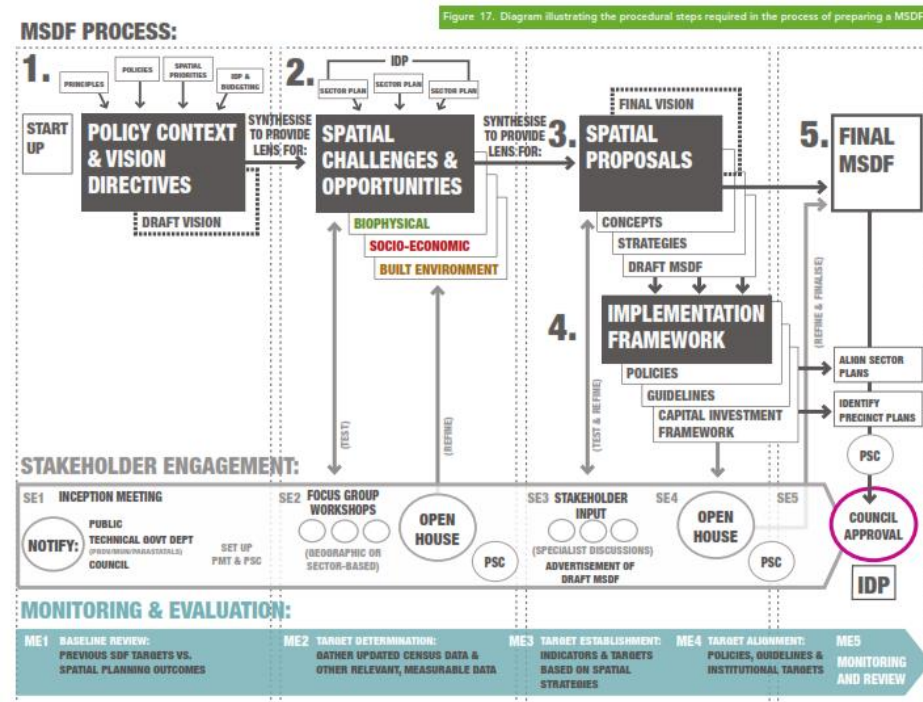 Figure 17. Diagram illustrating the procedural steps required in the process of preparing a MSDF
MSDF PROCESS:
1.
PRINCIPLES
POLICIES
SPATIAL
PRIORITIES
IDP &
BUDGETING
START
UP
POLICY CONTEXT
& VISION
DIRECTIVES
DRAFT VISION
SYNTHESISE
TO PROVIDE
LENS FOR:
2.
IDP
SECTOR PLAN
SECTOR PLAN
SECTOR PLAN
SPATIAL
CHALLENGES &
OPPORTUNITIES
BIOPHYSICAL
SOCIO-ECONOMIC
BUILT ENVIRONMENT
SYNTHESISE
TO PROVIDE
LENS FOR:
3.
FINAL VISION
SPATIAL
PROPOSALS
CONCEPTS
STRATEGIES
DRAFT MSDF
4.
IMPLEMENTATION
FRAMEWORK
POLICIES
GUIDELINES
CAPITAL INVESTMENT
FRAMEWORK
5.
FINAL
MSDF
ALIGN SECTOR
PLANS
IDENTIFY
PRECINCT PLANS
PSC
COUNCIL
APPROVAL
IDP
(TEST)
(REFINE)
(TEST & REFINE)
(REFINE & FINALISE)
STAKEHOLDER ENGAGEMENT:
SE1 INCEPTION MEETING
NOTIFY:
PUBLIC
TECHNICAL GOVT DEPT
(PROV/MUN/PARASTATALS)
COUNCIL
SET UP
PMT & PSC
SE2 FOCUS GROUP
WORKSHOPS
(GEOGRAPHIC OR
SECTOR-BASED)
OPEN
HOUSE
PSC
SE3 STAKEHOLDER
INPUT
(SPECIALIST DISCUSSIONS)
ADVERTISEMENT OF
DRAFT MSDF
SE4
OPEN
HOUSE
PSC
SE5
MONITORING & EVALUATION:
ME1 BASELINE REVIEW:
PREVIOUS SDF TARGETS VS.
SPATIAL PLANNING OUTCOMES
ME2 TARGET DETERMINATION:
GATHER UPDATED CENSUS DATA &
OTHER RELEVANT, MEASURABLE DATA
ME3 TARGET ESTABLISHMENT:
INDICATORS & TARGETS
BASED ON SPATIAL
STRATEGIES
ME4 TARGET ALIGNMENT:
POLICIES, GUIDELINES &
INSTITUTIONAL TARGETS
ME5
MONITORING
AND REVIEW